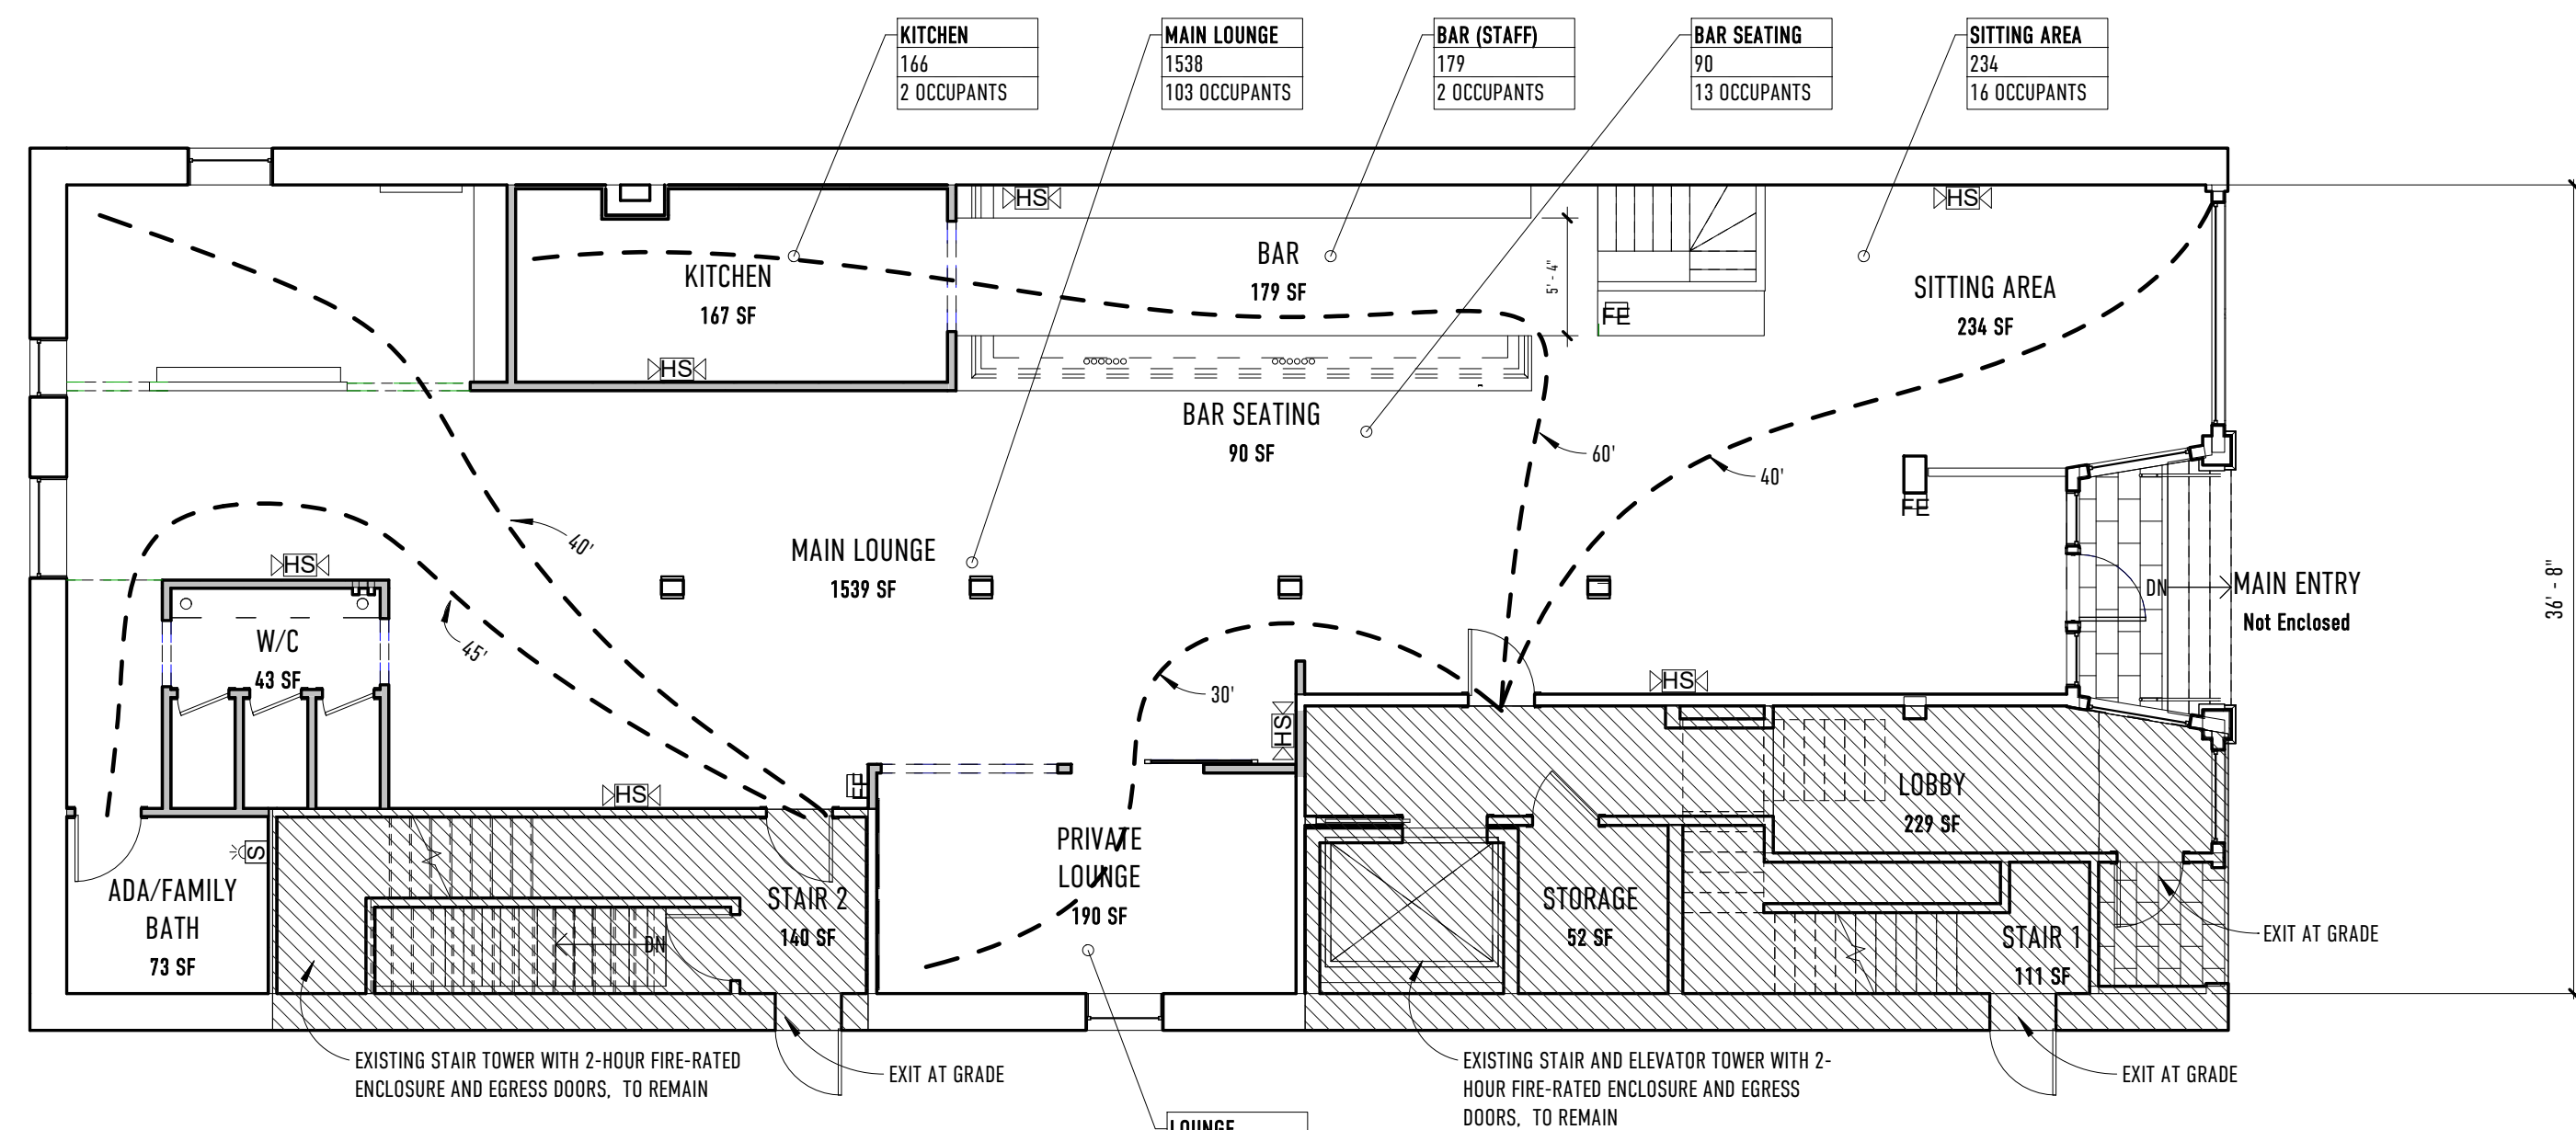 KITCHEN
166
2 OCCUPANTS
MAIN LOUNGE
1538
103 OCCUPANTS
BAR (STAFF)
179
2 OCCUPANTS
BAR SEATING
90
13 OCCUPANTS
SITTING AREA
234
16 OCCUPANTS
HS
HS
KITCHEN
167 SF
BAR
179 SF
5' - 4"
FE
SITTING AREA
234 SF
HS
BAR SEATING
90 SF
60'
40'
FE
40'
HS
MAIN LOUNGE
1539 SF
DN
MAIN ENTRY
Not Enclosed
36' - 8"
W/C
43 SF
45'
30'
HS
HS
HS
FE
LOBBY
229 SF
S
PRIVATE
LOUNGE
190 SF
ADA/FAMILY
BATH
73 SF
STAIR 2
140 SF
DN
STORAGE
52 SF
STAIR 1
111 SF
EXIT AT GRADE
EXISTING STAIR TOWER WITH 2-HOUR FIRE-RATED
ENCLOSURE AND EGRESS DOORS, TO REMAIN
EXIT AT GRADE
EXISTING STAIR AND ELEVATOR TOWER WITH 2-
HOUR FIRE-RATED ENCLOSURE AND EGRESS
DOORS, TO REMAIN
EXIT AT GRADE
LOUNGE